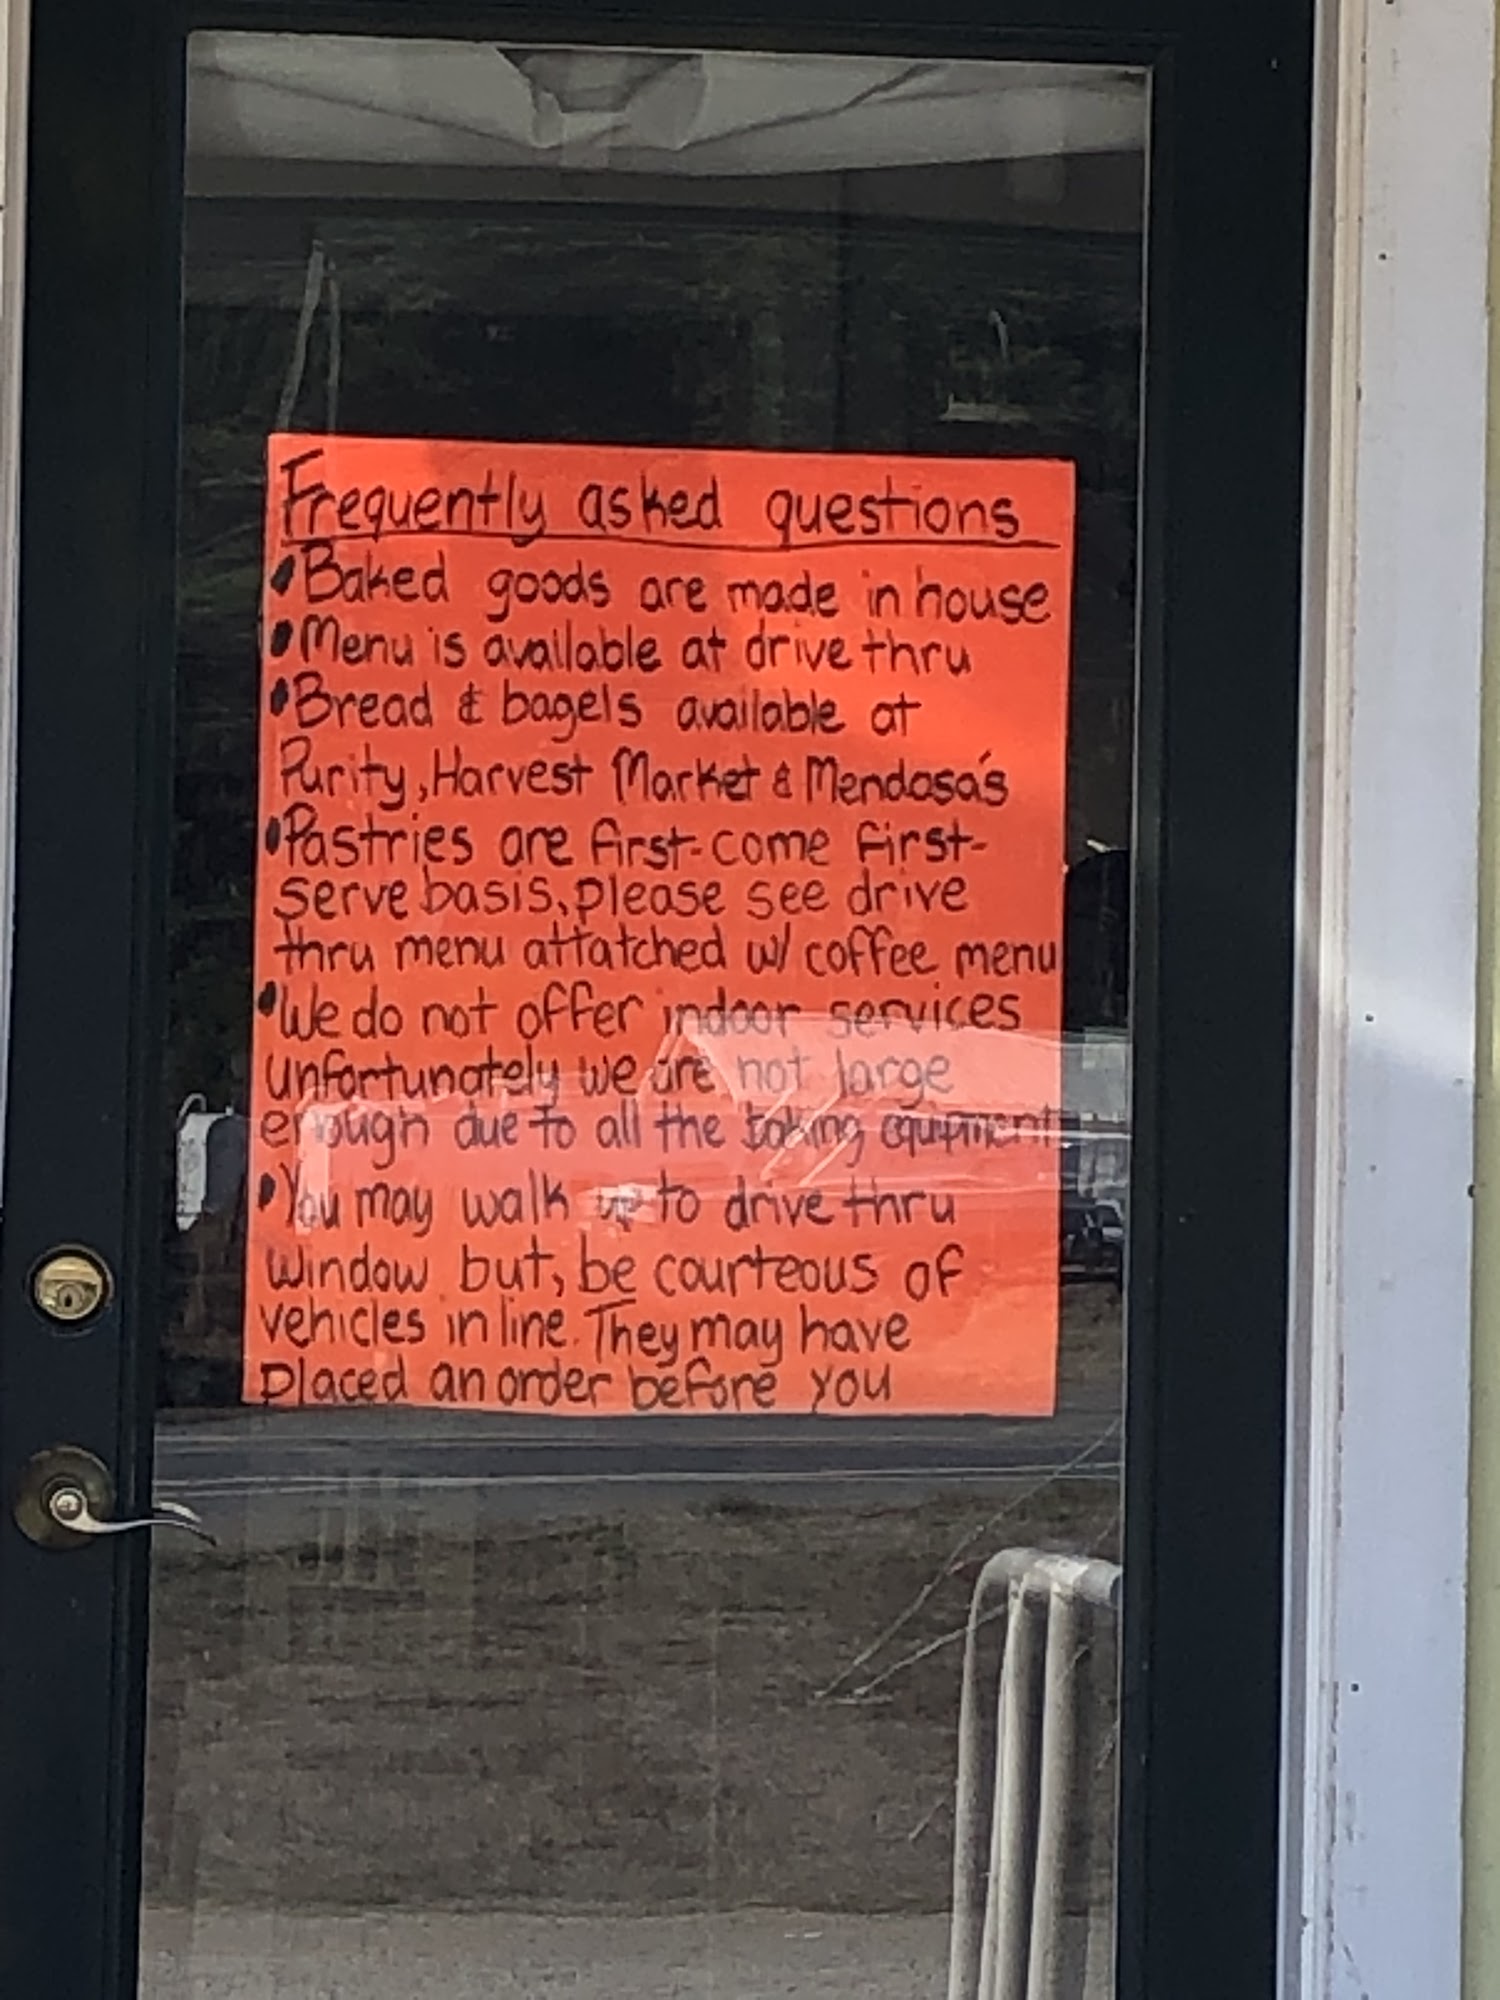 Frequently asked questions
• Baked goods are made in house
• Menu is available at drive thru
• Bread & bagels available at
Purity, Harvest Market & Mendosa's
• Pastries are first-come first-
serve basis, please see drive
thru menu attatched w/ coffee menu
• We do not offer indoor services
unfortunately we are not large
enough due to all the baking equipment
• You may walk up to drive thru
window but, be courteous of
vehicles in line. They may have
placed an order before you